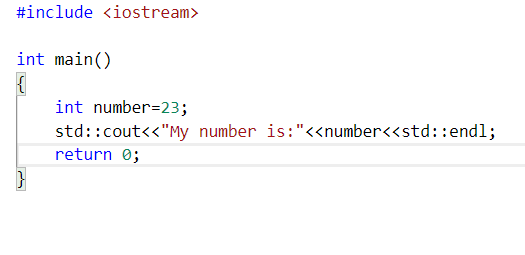 #include <iostream>
int main()
{
int number=23;
std::cout<<"My number is:"<<number<<std::endl;
return 0;
}